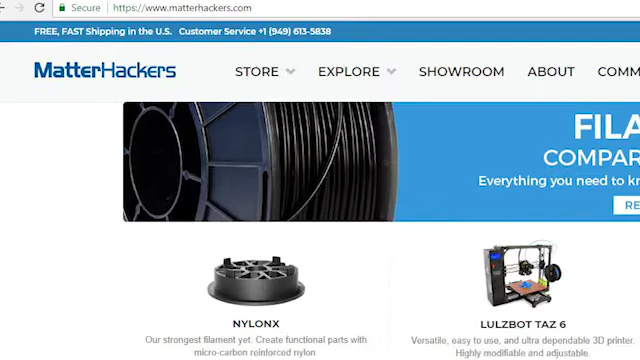 Secure https://www.matterhackers.com
FREE, FAST Shipping in the U.S. Customer Service +1 (949) 613-5838
MatterHackers STORE EXPLORE SHOWROOM ABOUT COMM
FILA
COMPAR
Everything you need to kn
RE
NYLONX
Our strongest filament yet. Create functional parts with
micro-carbon reinforced nylon
LULZBOT TAZ 6
Versatile, easy to use, and ultra dependable 3D printer.
Highly modifiable and adjustable.